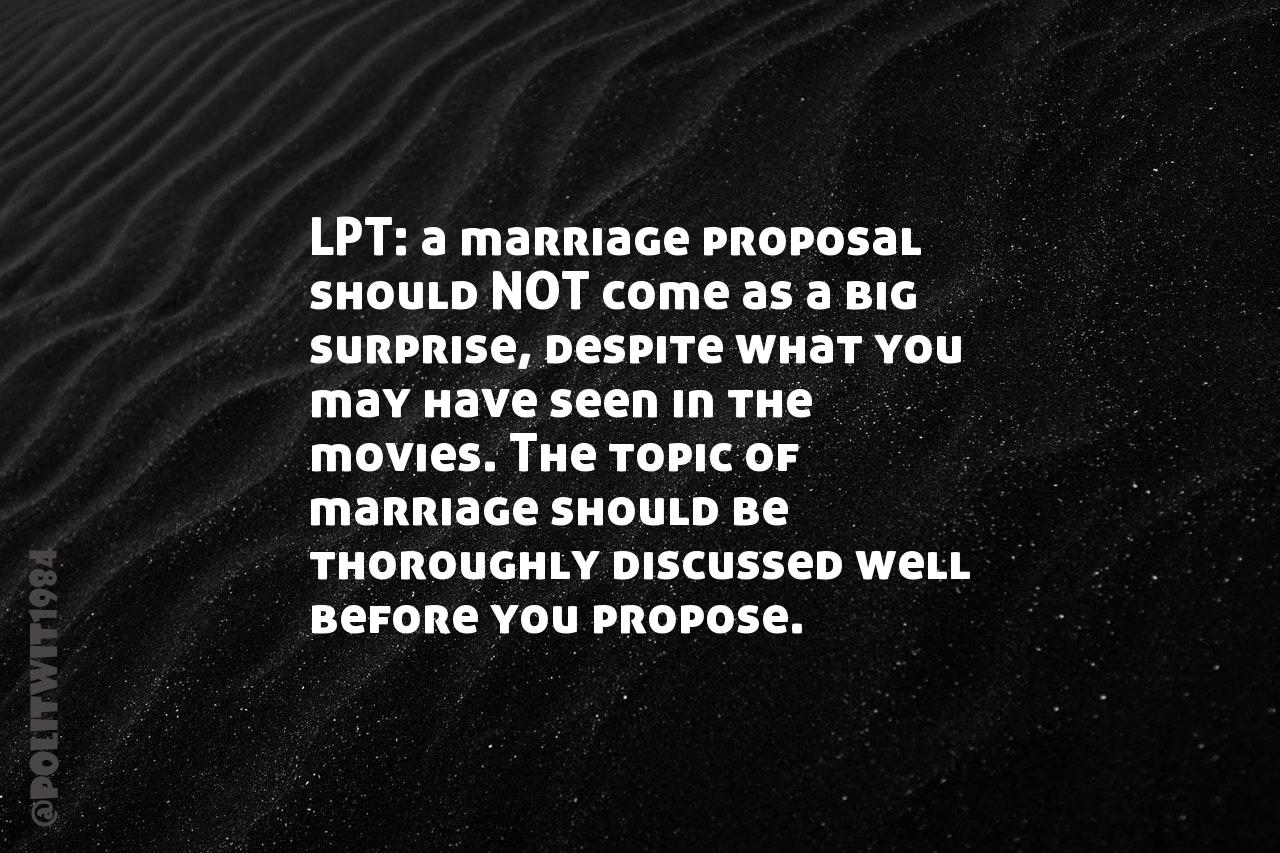 LPT: a marriage proposal
should NOT come as a big
surprise, despite what you
may have seen in the
movies. The topic of
marriage should be
thoroughly discussed well
before you propose.
@POLITWIT1984